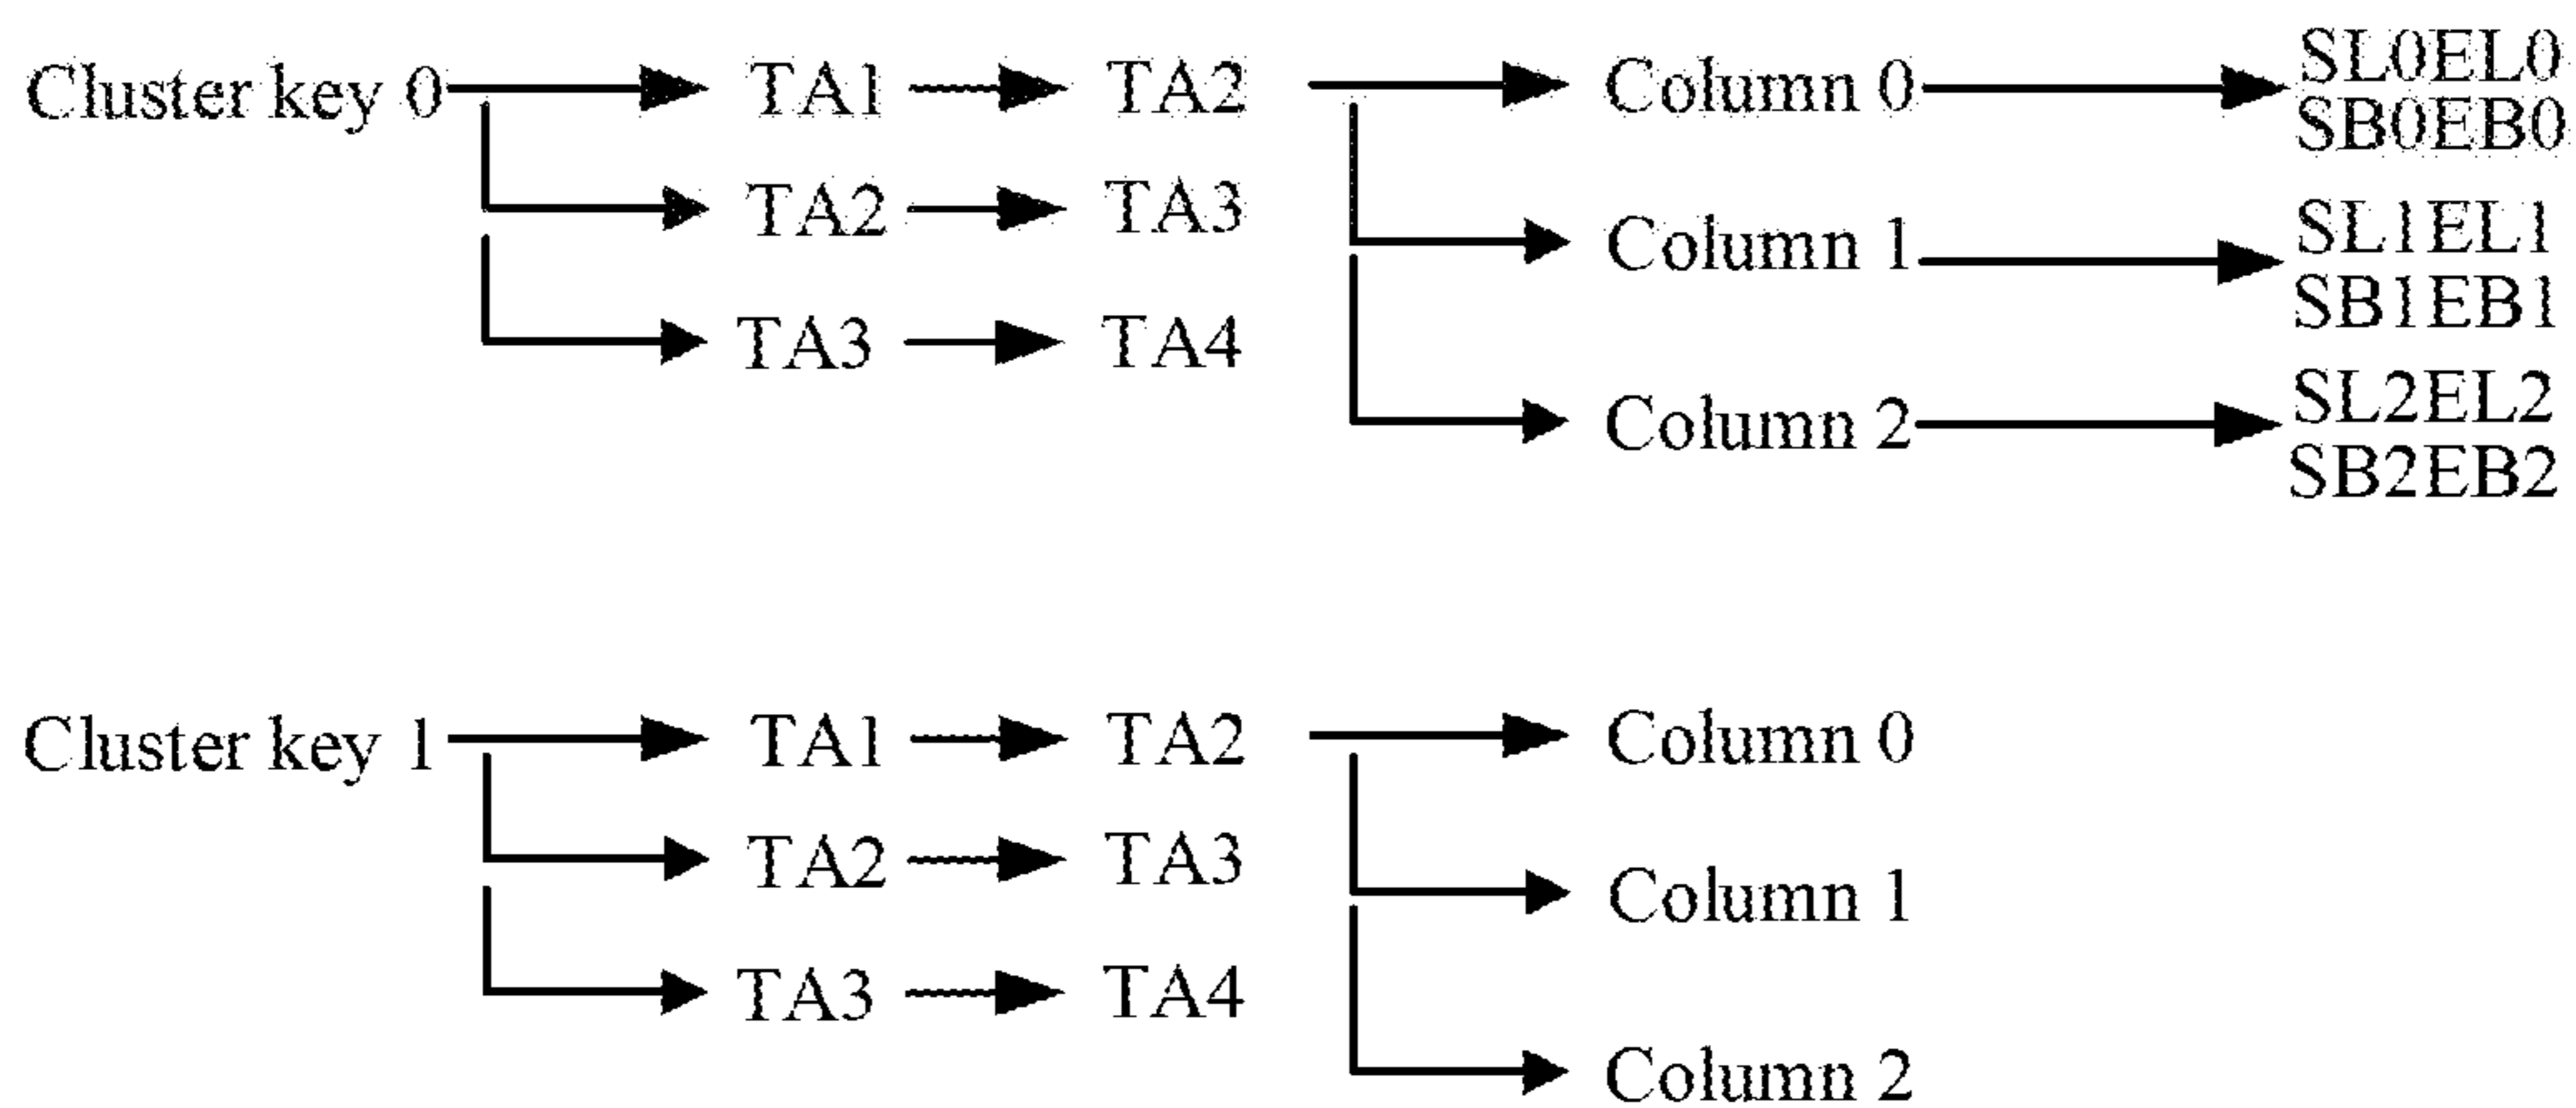 Cluster key 0 TA1 TA2 Column 0 SL0EL0
SB0EB0
TA2 TA3 Column 1 SL1EL1
SB1EB1
TA3 TA4 Column 2 SL2EL2
SB2EB2
Cluster key 1 TA1 TA2 Column 0
TA2 TA3 Column 1
TA3 TA4 Column 2